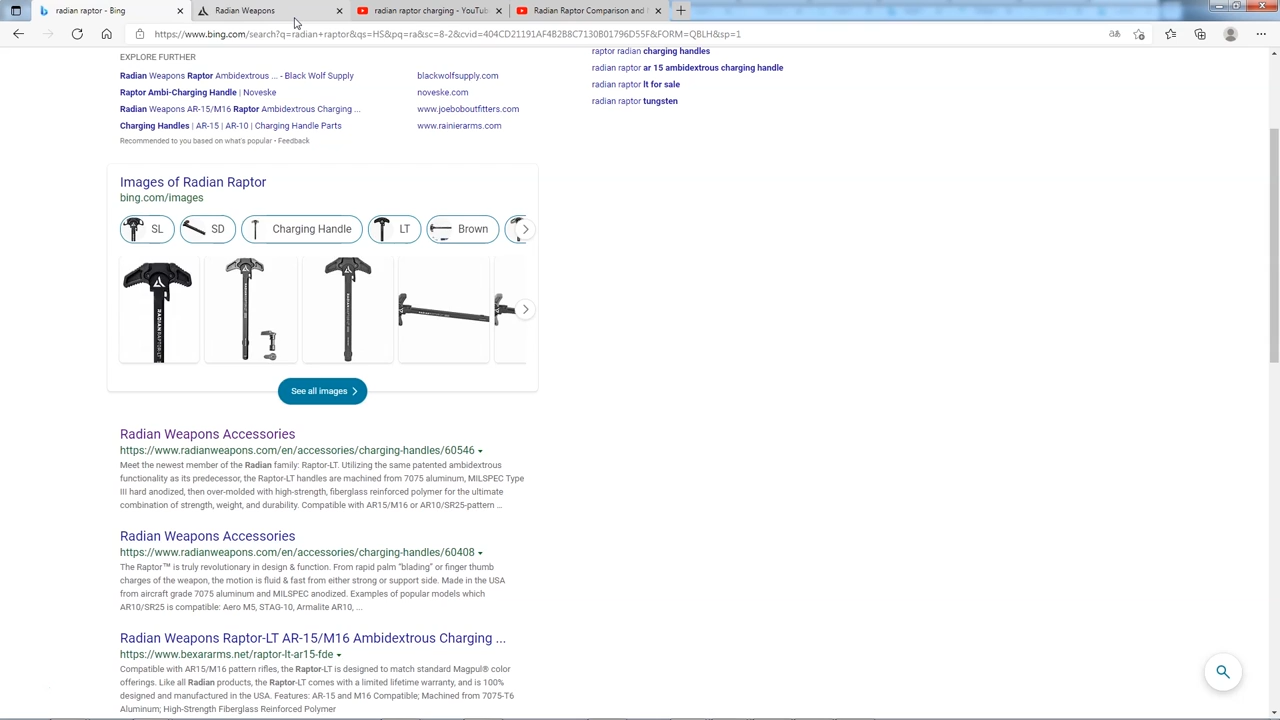 radian raptor - Bing
Radian Weapons
radian raptor charging - YouTub
Radian Raptor Comparison and
https://www.bing.com/search?q=radian+raptor&qs=HS&pq=ra&sc=8-2&cvid=404CD21191AF4B2B8C7130B01796D55F&FORM=QBLH&sp=1
EXPLORE FURTHER
Radian Weapons Raptor Ambidextrous ... - Black Wolf Supply blackwolfsupply.com
Raptor Ambi-Charging Handle | Noveske noveske.com
Radian Weapons AR-15/M16 Raptor Ambidextrous Charging ... www.joeboboutfitters.com
Charging Handles | AR-15 | AR-10 | Charging Handle Parts www.rainierarms.com
Recommended to you based on what's popular • Feedback
raptor radian charging handles
radian raptor ar 15 ambidextrous charging handle
radian raptor lt for sale
radian raptor tungsten
Images of Radian Raptor
bing.com/images
SL SD Charging Handle LT Brown
See all images
Radian Weapons Accessories
https://www.radianweapons.com/en/accessories/charging-handles/60546
Meet the newest member of the Radian family: Raptor-LT. Utilizing the same patented ambidextrous
functionality as its predecessor, the Raptor-LT handles are machined from 7075 aluminum, MILSPEC Type
III hard anodized, then over-molded with high-strength, fiberglass reinforced polymer for the ultimate
combination of strength, weight, and durability. Compatible with AR15/M16 or AR10/SR25-pattern ...
Radian Weapons Accessories
https://www.radianweapons.com/en/accessories/charging-handles/60408
The Raptor™ is truly revolutionary in design & function. From rapid palm "blading" or finger thumb
charges of the weapon, the motion is fluid & fast from either strong or support side. Made in the USA
from aircraft grade 7075 aluminum and MILSPEC anodized. Examples of popular models which
AR10/SR25 is compatible: Aero M5, STAG-10, Armalite AR10, ...
Radian Weapons Raptor-LT AR-15/M16 Ambidextrous Charging ...
https://www.bexararms.net/raptor-lt-ar15-fde
Compatible with AR15/M16 pattern rifles, the Raptor-LT is designed to match standard Magpul® color
offerings. Like all Radian products, the Raptor-LT comes with a limited lifetime warranty, and is 100%
designed and manufactured in the USA. Features: AR-15 and M16 Compatible; Machined from 7075-T6
Aluminum; High-Strength Fiberglass Reinforced Polymer